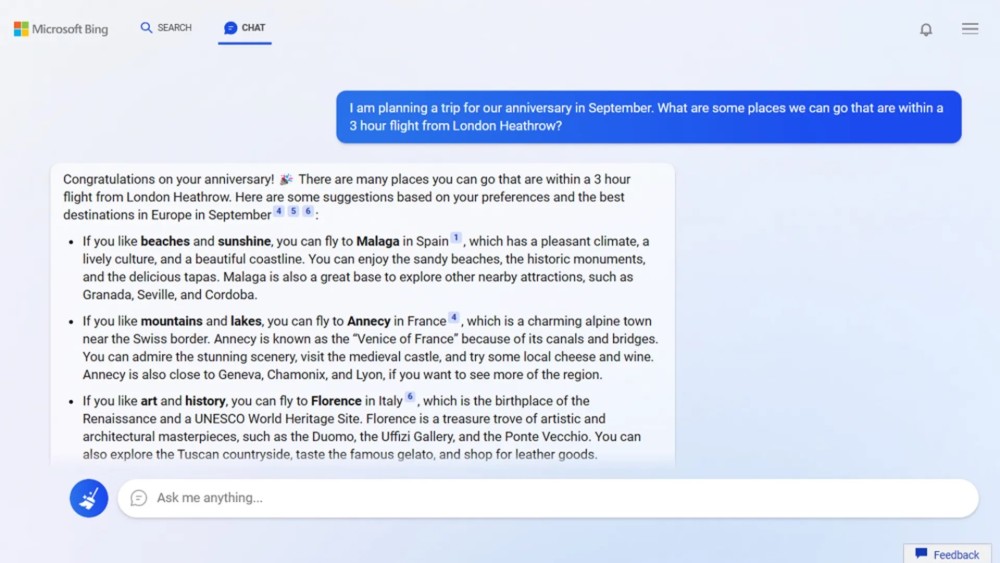 Microsoft Bing
SEARCH
CHAT
I am planning a trip for our anniversary in September. What are some places we can go that are within a
3 hour flight from London Heathrow?
Congratulations on your anniversary! 🎉 There are many places you can go that are within a 3 hour
flight from London Heathrow. Here are some suggestions based on your preferences and the best
destinations in Europe in September 4 5 6 :
• If you like beaches and sunshine, you can fly to Malaga in Spain 1 , which has a pleasant climate, a
lively culture, and a beautiful coastline. You can enjoy the sandy beaches, the historic monuments,
and the delicious tapas. Malaga is also a great base to explore other nearby attractions, such as
Granada, Seville, and Cordoba.
• If you like mountains and lakes, you can fly to Annecy in France 4 , which is a charming alpine town
near the Swiss border. Annecy is known as the “Venice of France” because of its canals and bridges.
You can admire the stunning scenery, visit the medieval castle, and try some local cheese and wine.
Annecy is also close to Geneva, Chamonix, and Lyon, if you want to see more of the region.
• If you like art and history, you can fly to Florence in Italy 6 , which is the birthplace of the
Renaissance and a UNESCO World Heritage Site. Florence is a treasure trove of artistic and
architectural masterpieces, such as the Duomo, the Uffizi Gallery, and the Ponte Vecchio. You can
also explore the Tuscan countryside, taste the famous gelato, and shop for leather goods.
Ask me anything...
Feedback